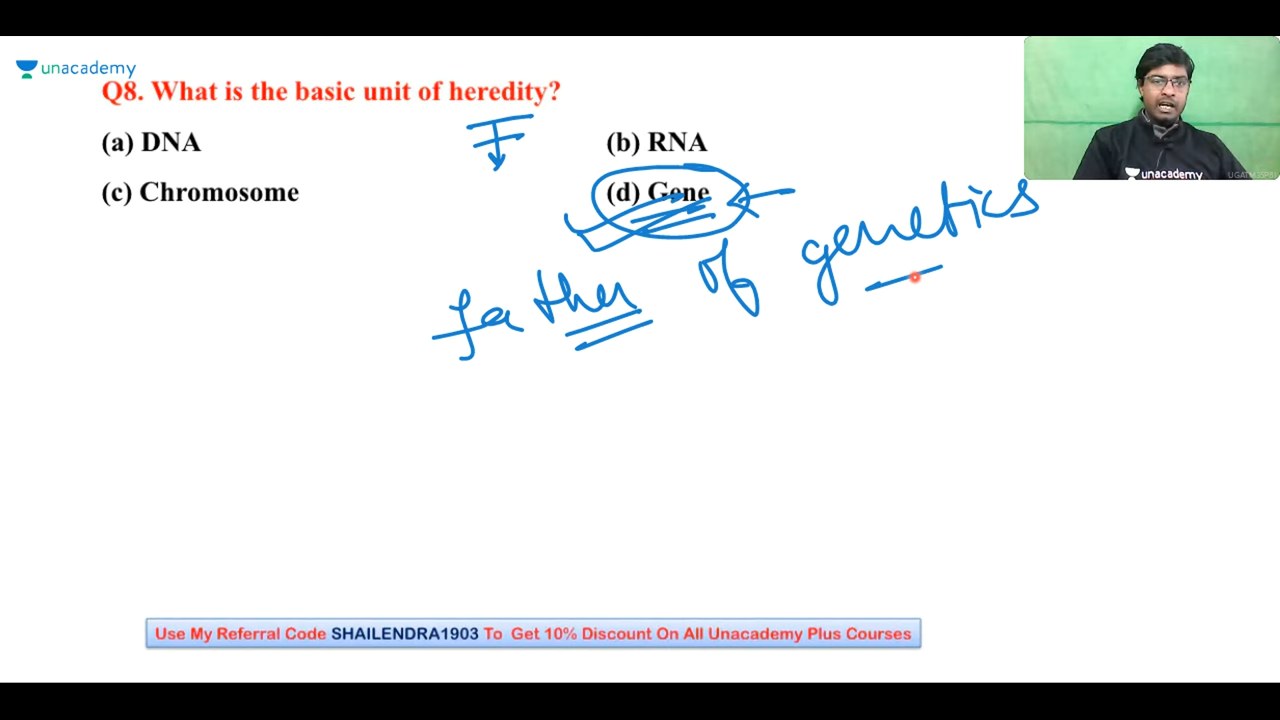 unacademy
Q8. What is the basic unit of heredity?
(a) DNA (b) RNA
(c) Chromosome (d) Gene
father of genetics
unacademy
Use My Referral Code SHAILENDRA1903 To Get 10% Discount On All Unacademy Plus Courses